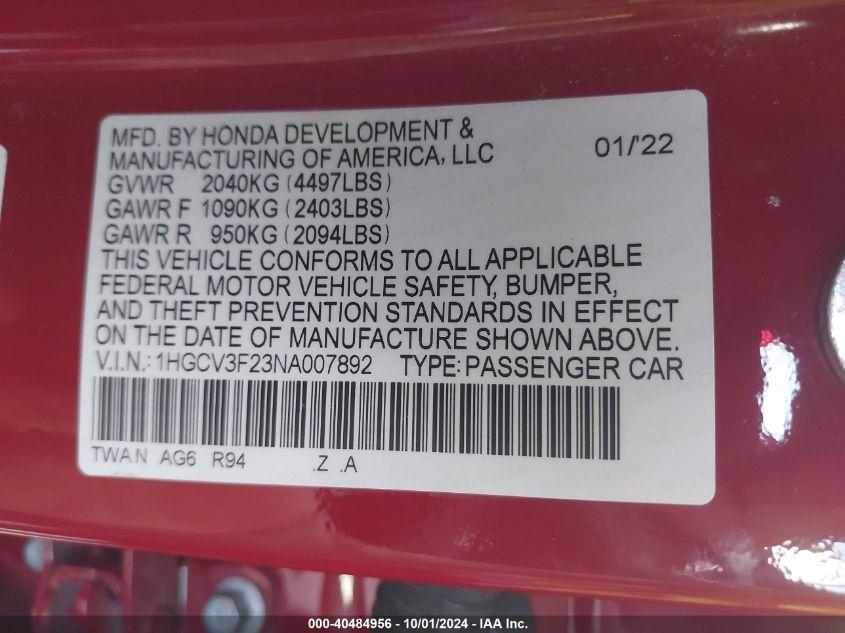 MFD. BY HONDA DEVELOPMENT &
MANUFACTURING OF AMERICA, LLC 01/'22
GVWR 2040KG (4497LBS)
GAWR F 1090KG (2403LBS)
GAWR R 950KG (2094LBS)
THIS VEHICLE CONFORMS TO ALL APPLICABLE
FEDERAL MOTOR VEHICLE SAFETY, BUMPER,
AND THEFT PREVENTION STANDARDS IN EFFECT
ON THE DATE OF MANUFACTURE SHOWN ABOVE.
V.I.N.: 1HGCV3F23NA007892 TYPE: PASSENGER CAR
TWAN AG6 R94 .Z .A
000-40484956 - 10/01/2024 - IAA Inc.